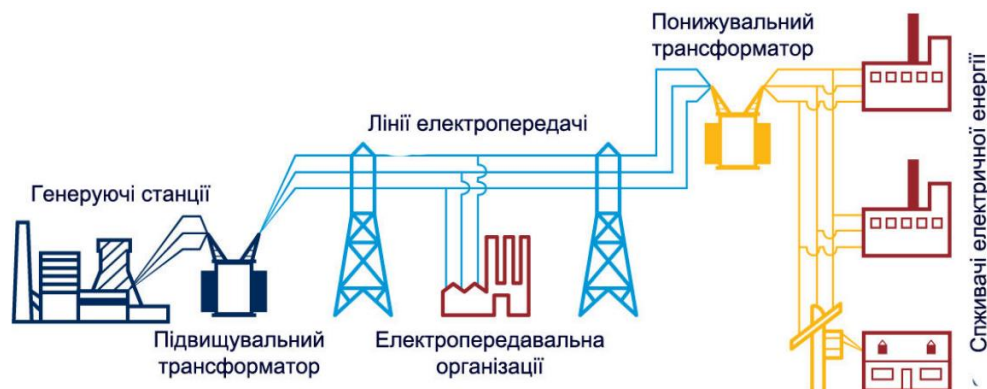 Понижувальний
трансформатор
Лінії електропередачі
Генеруючі станції
Підвищувальний
трансформатор
Електропередавальна
організації
Споживачі електричної енергії